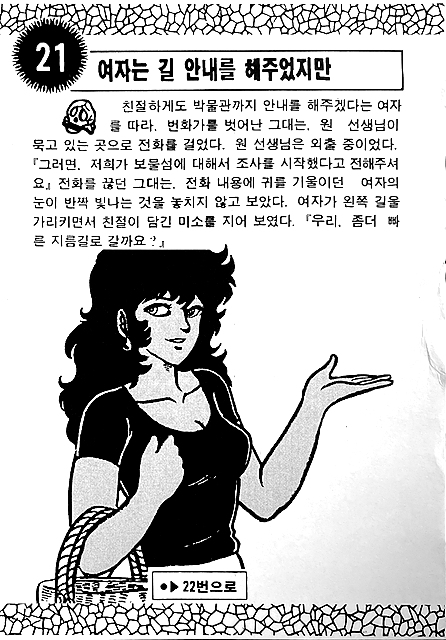 21
여자는 길 안내를 해주었지만
친절하게도 박물관까지 안내를 해주겠다는 여자
를 따라, 번화가를 벗어난 그대는, 원 선생님이
묵고 있는 곳으로 전화를 걸었다. 원 선생님은 외출 중이었다.
『그러면, 저희가 보물섬에 대해서 조사를 시작했다고 전해주세
요』 전화를 끊던 그대는, 전화 내용에 귀를 기울이던 여자의
눈이 반짝 빛나는 것을 놓치지 않고 보았다. 여자가 왼쪽 길을
가리키면서 친절이 담긴 미소를 지어 보였다. 『우리, 좀더 빠
른 지름길로 갈까요?』
●▶ 22번으로